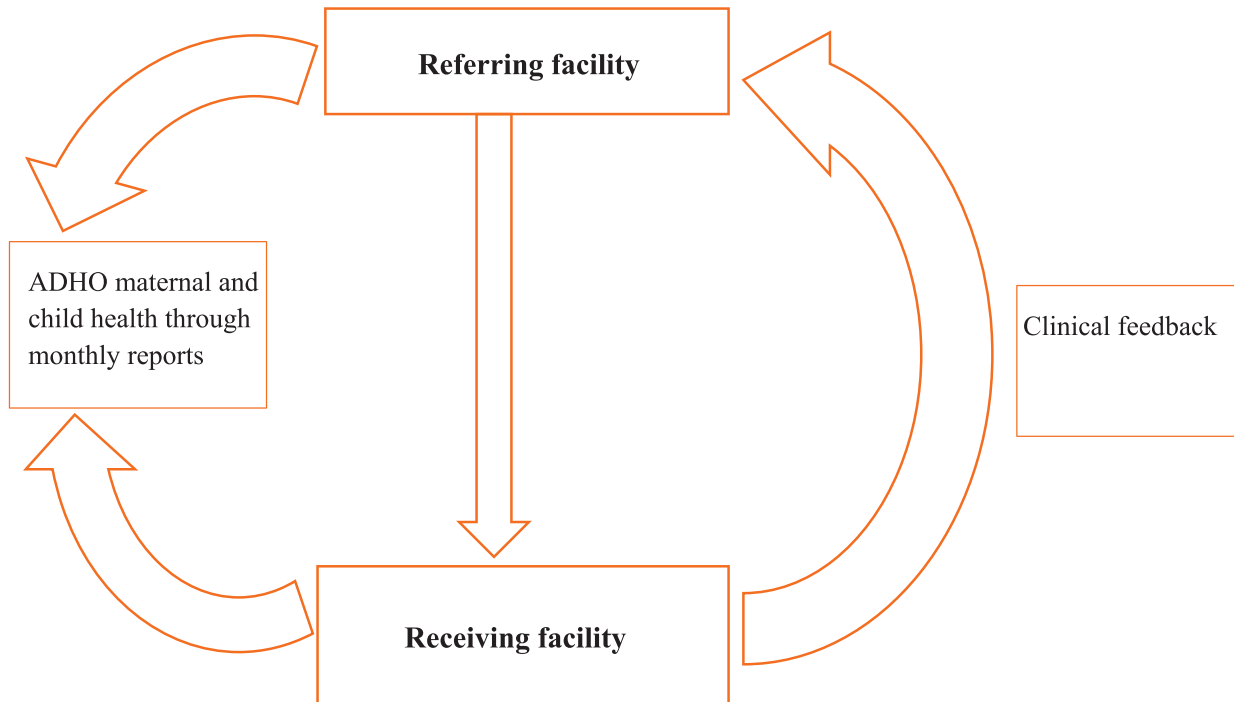 Referring facility
ADHO maternal and
child health through
monthly reports
Clinical feedback
Receiving facility